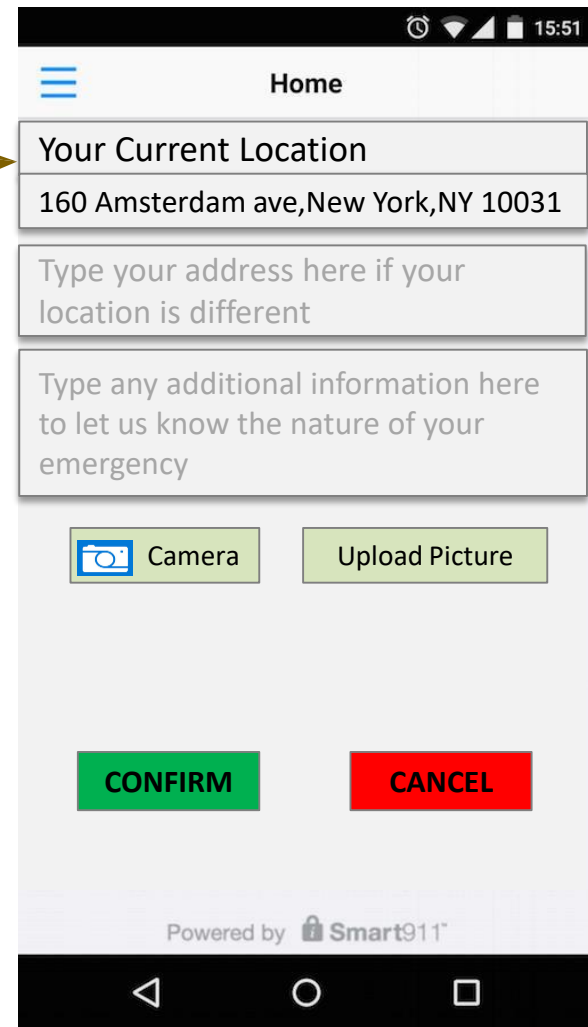 15:51
Home
Your Current Location
160 Amsterdam ave,New York,NY 10031
Type your address here if your
location is different
Type any additional information here
to let us know the nature of your
emergency
Camera Upload Picture
CONFIRM CANCEL
Powered by Smart911™